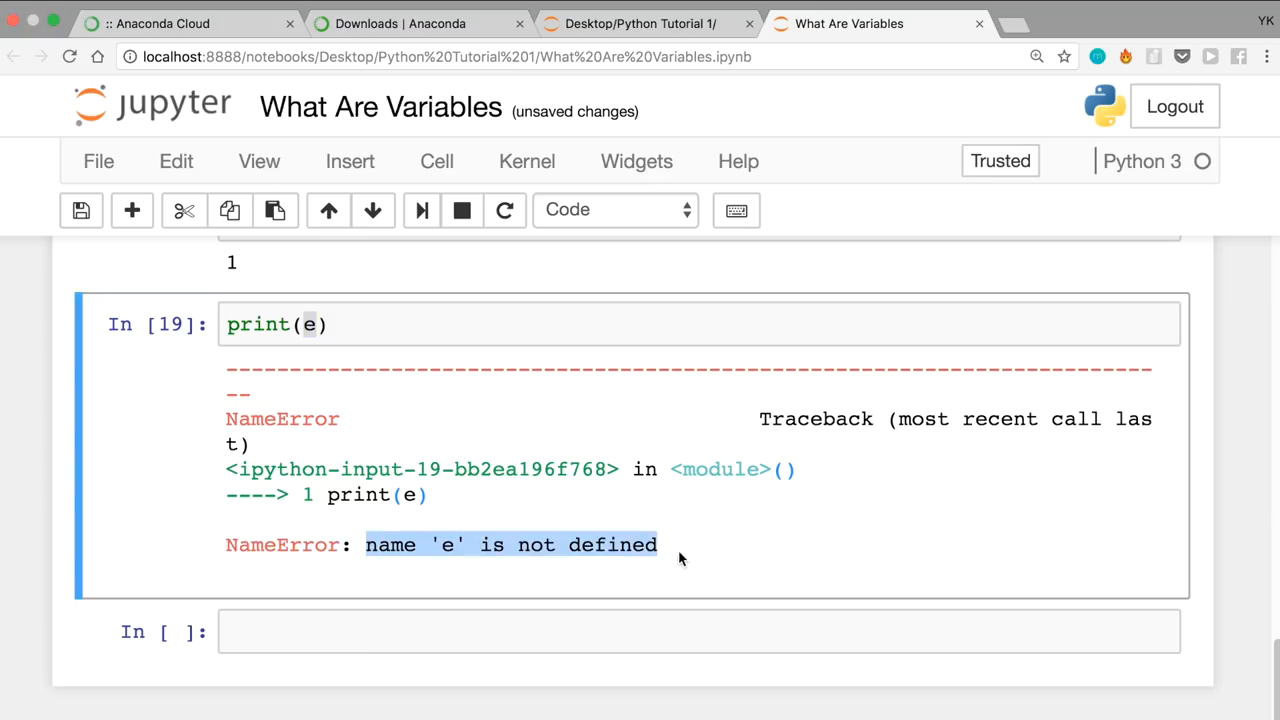 :: Anaconda Cloud
Downloads | Anaconda
Desktop/Python Tutorial 1/
What Are Variables
YK
localhost:8888/notebooks/Desktop/Python%20Tutorial%201/What%20Are%20Variables.ipynb
jupyter
What Are Variables (unsaved changes)
Logout
File Edit View Insert Cell Kernel Widgets Help
Trusted
Python 3
Code
1
In [19]: print(e)
---------------------------------------------------------------------------
--
NameError Traceback (most recent call las
t)
<ipython-input-19-bb2ea196f768> in <module>()
----> 1 print(e)
NameError: name 'e' is not defined
In [ ]: